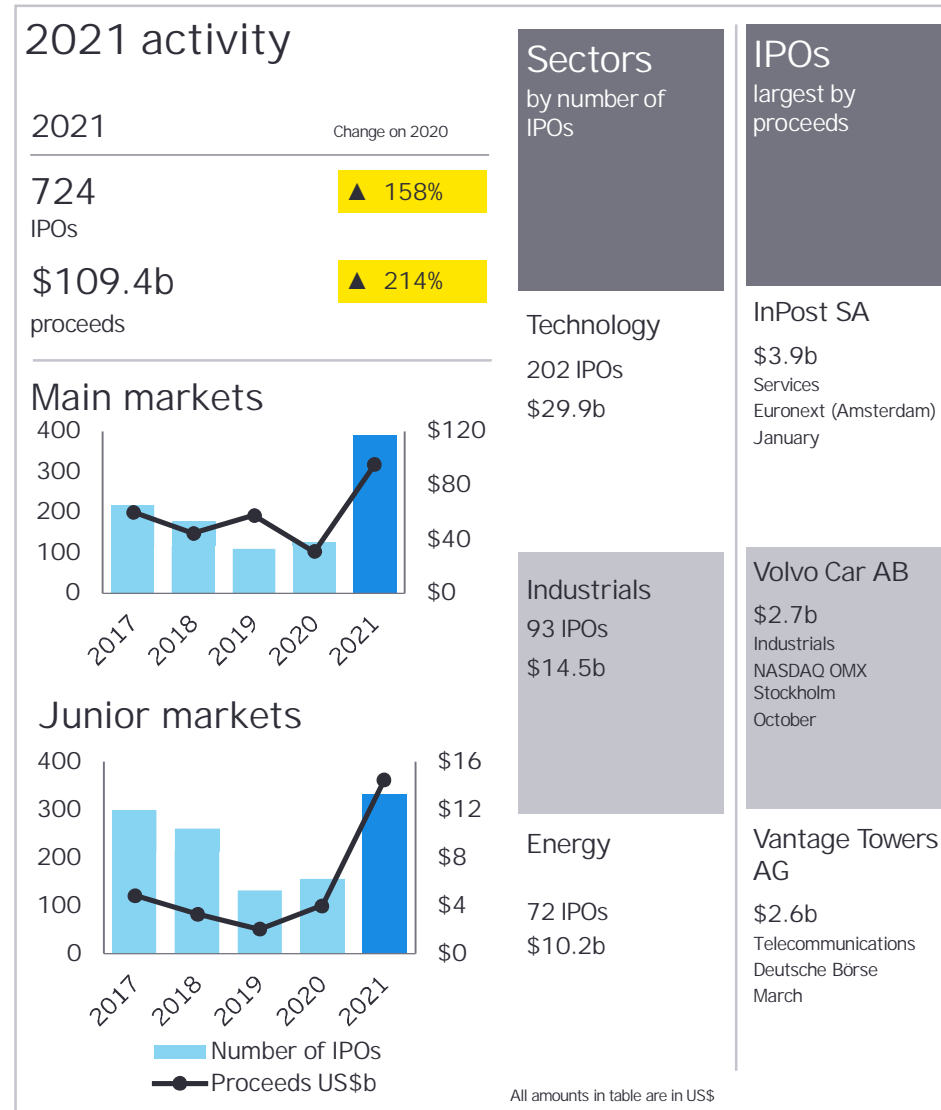 2021 activity
2021
Change on 2020
724
▲ 158%
IPOs
$109.4b
▲ 214%
proceeds
Main markets
400
300
200
100
0
$120
$80
$40
$0
2017
2018
2019
2020
2021
Junior markets
400
300
200
100
0
$16
$12
$8
$4
$0
2017
2018
2019
2020
2021
Number of IPOs
Proceeds US$b
Sectors
by number of
IPOs
Technology
202 IPOs
$29.9b
Industrials
93 IPOs
$14.5b
Energy
72 IPOs
$10.2b
IPOs
largest by
proceeds
InPost SA
$3.9b
Services
Euronext (Amsterdam)
January
Volvo Car AB
$2.7b
Industrials
NASDAQ OMX
Stockholm
October
Vantage Towers
AG
$2.6b
Telecommunications
Deutsche Börse
March
All amounts in table are in US$